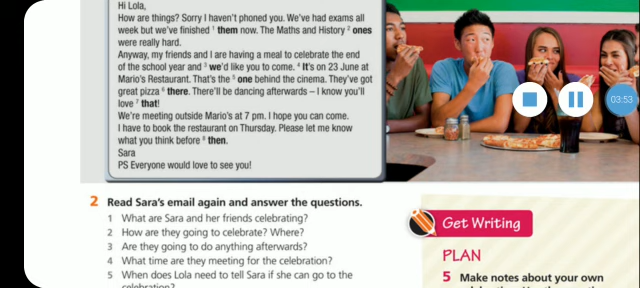 Hi Lola,
How are things? Sorry I haven't phoned you. We've had exams all
week but we've finished ¹ them now. The Maths and History ² ones
were really hard.
Anyway, my friends and I are having a meal to celebrate the end
of the school year and ³ we'd like you to come. ⁴ It's on 23 June at
Mario's Restaurant. That's the ⁵ one behind the cinema. They've got
great pizza ⁶ there. There'll be dancing afterwards – I know you'll
love ⁷ that!
We're meeting outside Mario's at 7 pm. I hope you can come.
I have to book the restaurant on Thursday. Please let me know
what you think before ⁸ then.
Sara
PS Everyone would love to see you!
2 Read Sara's email again and answer the questions.
1 What are Sara and her friends celebrating?
2 How are they going to celebrate? Where?
3 Are they going to do anything afterwards?
4 What time are they meeting for the celebration?
5 When does Lola need to tell Sara if she can go to the
celebration?
03:53
Get Writing
PLAN
5 Make notes about your own